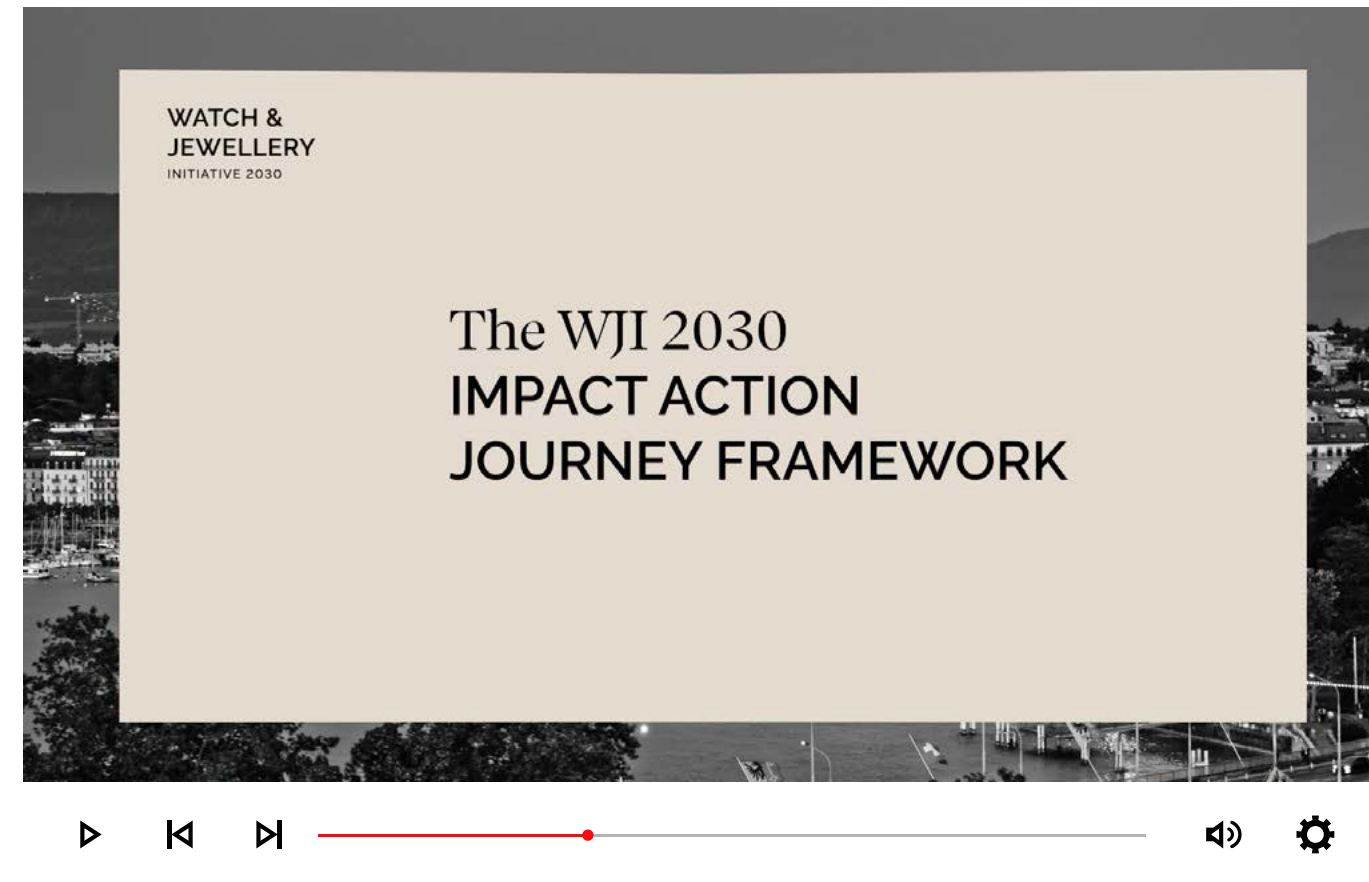 WATCH &
JEWELLERY
INITIATIVE 2030
The WJI 2030
IMPACT ACTION
JOURNEY FRAMEWORK